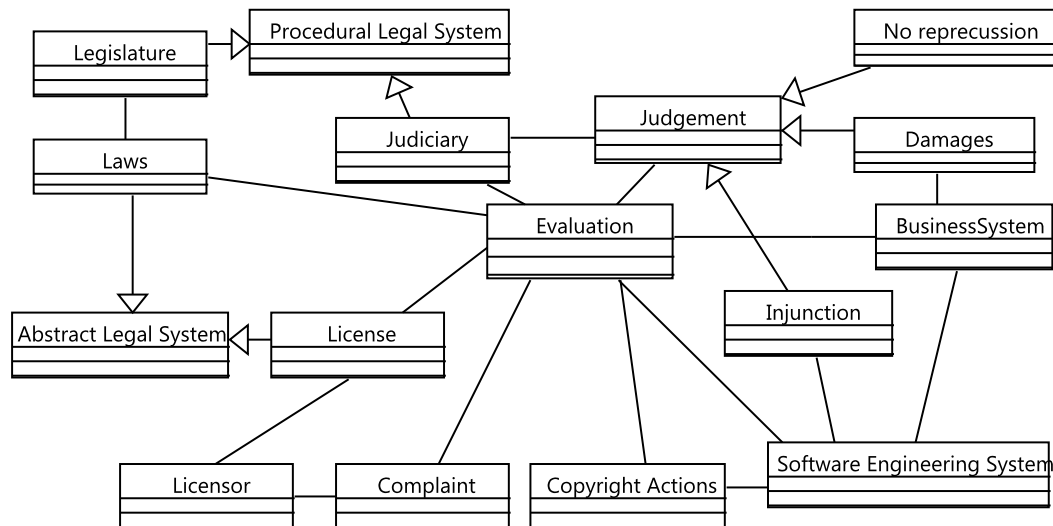 Procedural Legal System
No reprecussion
Legislature
Judgement
Judiciary
Damages
Laws
Evaluation
BusinessSystem
Injunction
Abstract Legal System
License
Software Engineering System
Licensor
Complaint
Copyright Actions